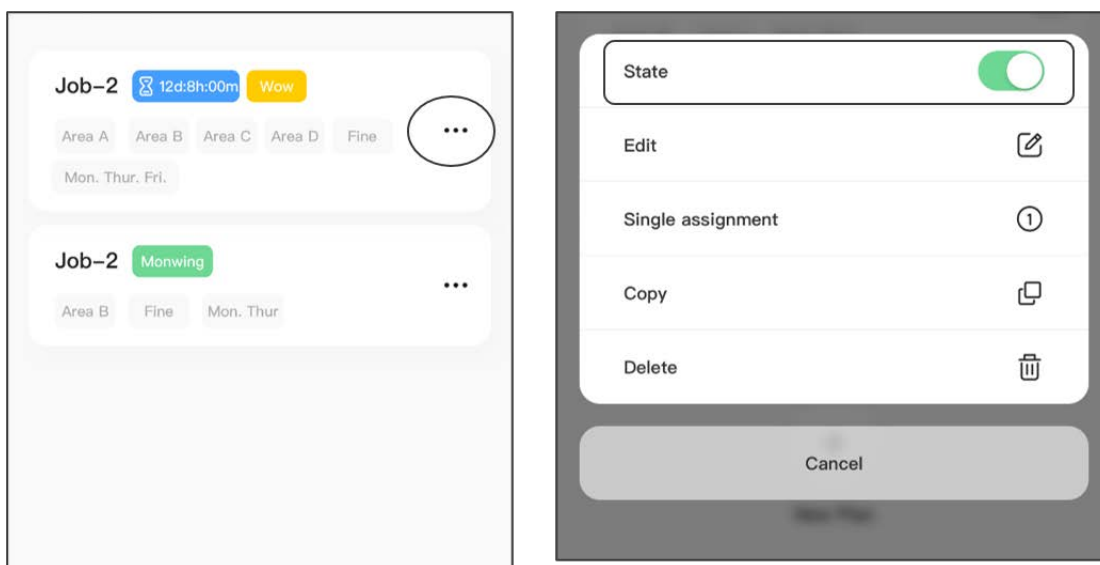 Job-2 12d:8h:00m Wow
Area A Area B Area C Area D Fine
Mon. Thur. Fri.
Job-2 Monwing
Area B Fine Mon. Thur
State
Edit
Single assignment 1
Copy
Delete
Cancel